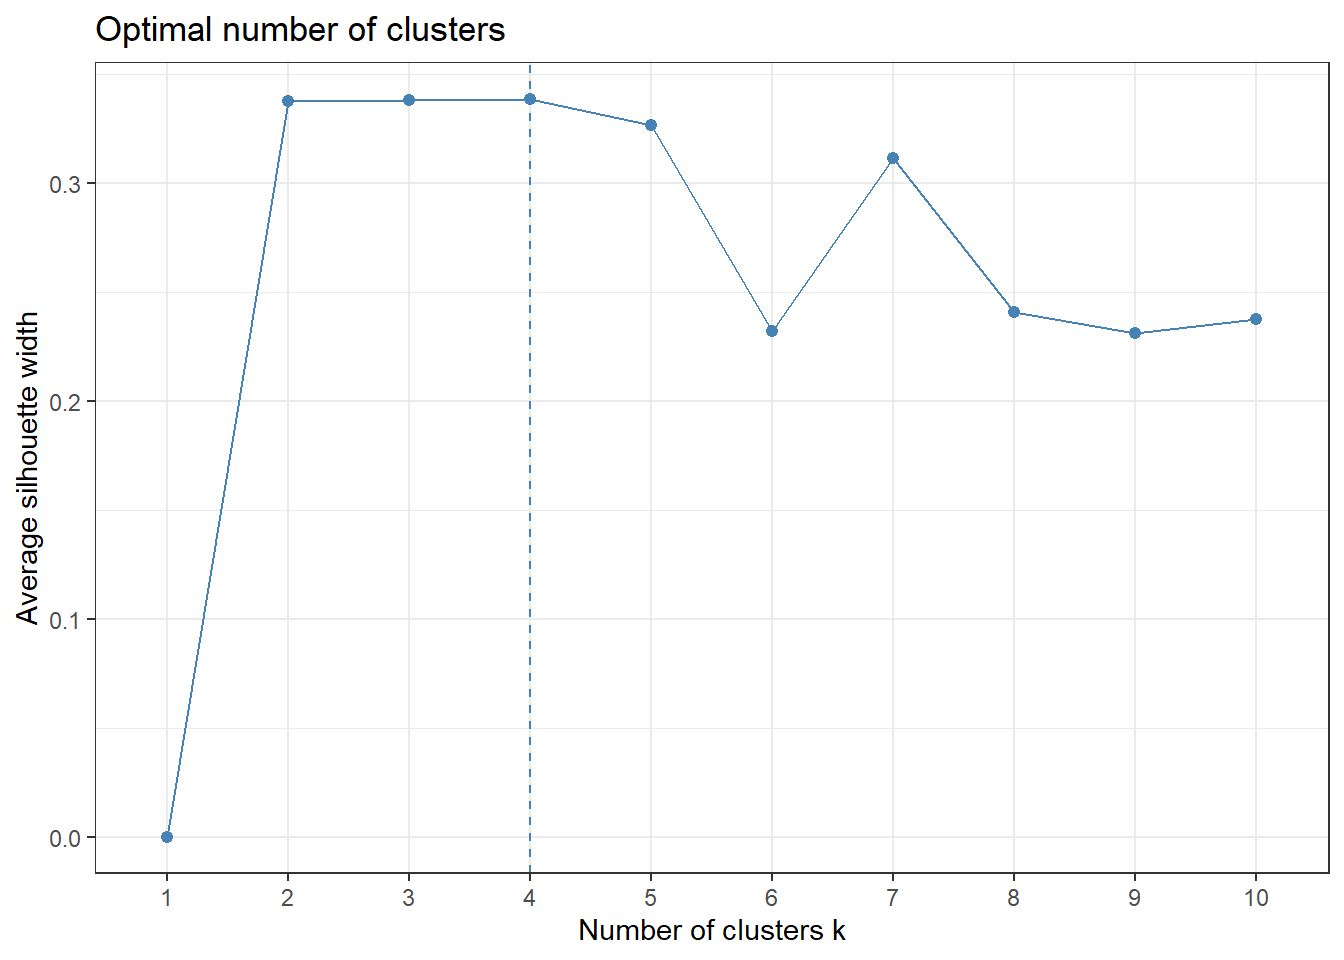 Optimal number of clusters
Average silhouette width
0.3
0.2
0.1
0.0
1 2 3 4 5 6 7 8 9 10
Number of clusters k